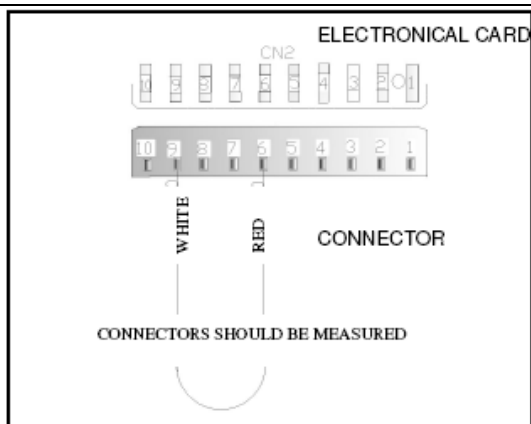 ELECTRONICAL CARD
CN2
10 9 8 7 6 5 4 3 2 1
10 9 8 7 6 5 4 3 2 1
WHITE
RED
CONNECTOR
CONNECTORS SHOULD BE MEASURED